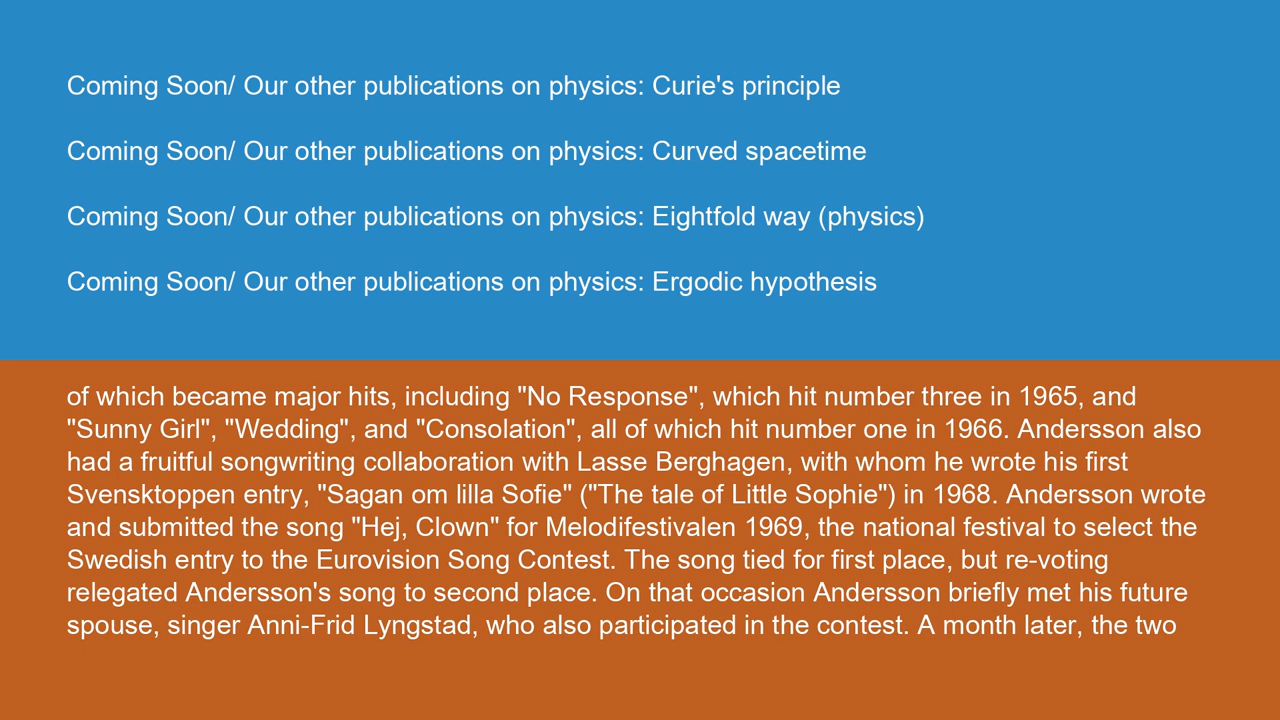 Coming Soon/ Our other publications on physics: Curie's principle
Coming Soon/ Our other publications on physics: Curved spacetime
Coming Soon/ Our other publications on physics: Eightfold way (physics)
Coming Soon/ Our other publications on physics: Ergodic hypothesis
of which became major hits, including "No Response", which hit number three in 1965, and
"Sunny Girl", "Wedding", and "Consolation", all of which hit number one in 1966. Andersson also
had a fruitful songwriting collaboration with Lasse Berghagen, with whom he wrote his first
Svensktoppen entry, "Sagan om lilla Sofie" ("The tale of Little Sophie") in 1968. Andersson wrote
and submitted the song "Hej, Clown" for Melodifestivalen 1969, the national festival to select the
Swedish entry to the Eurovision Song Contest. The song tied for first place, but re-voting
relegated Andersson's song to second place. On that occasion Andersson briefly met his future
spouse, singer Anni-Frid Lyngstad, who also participated in the contest. A month later, the two